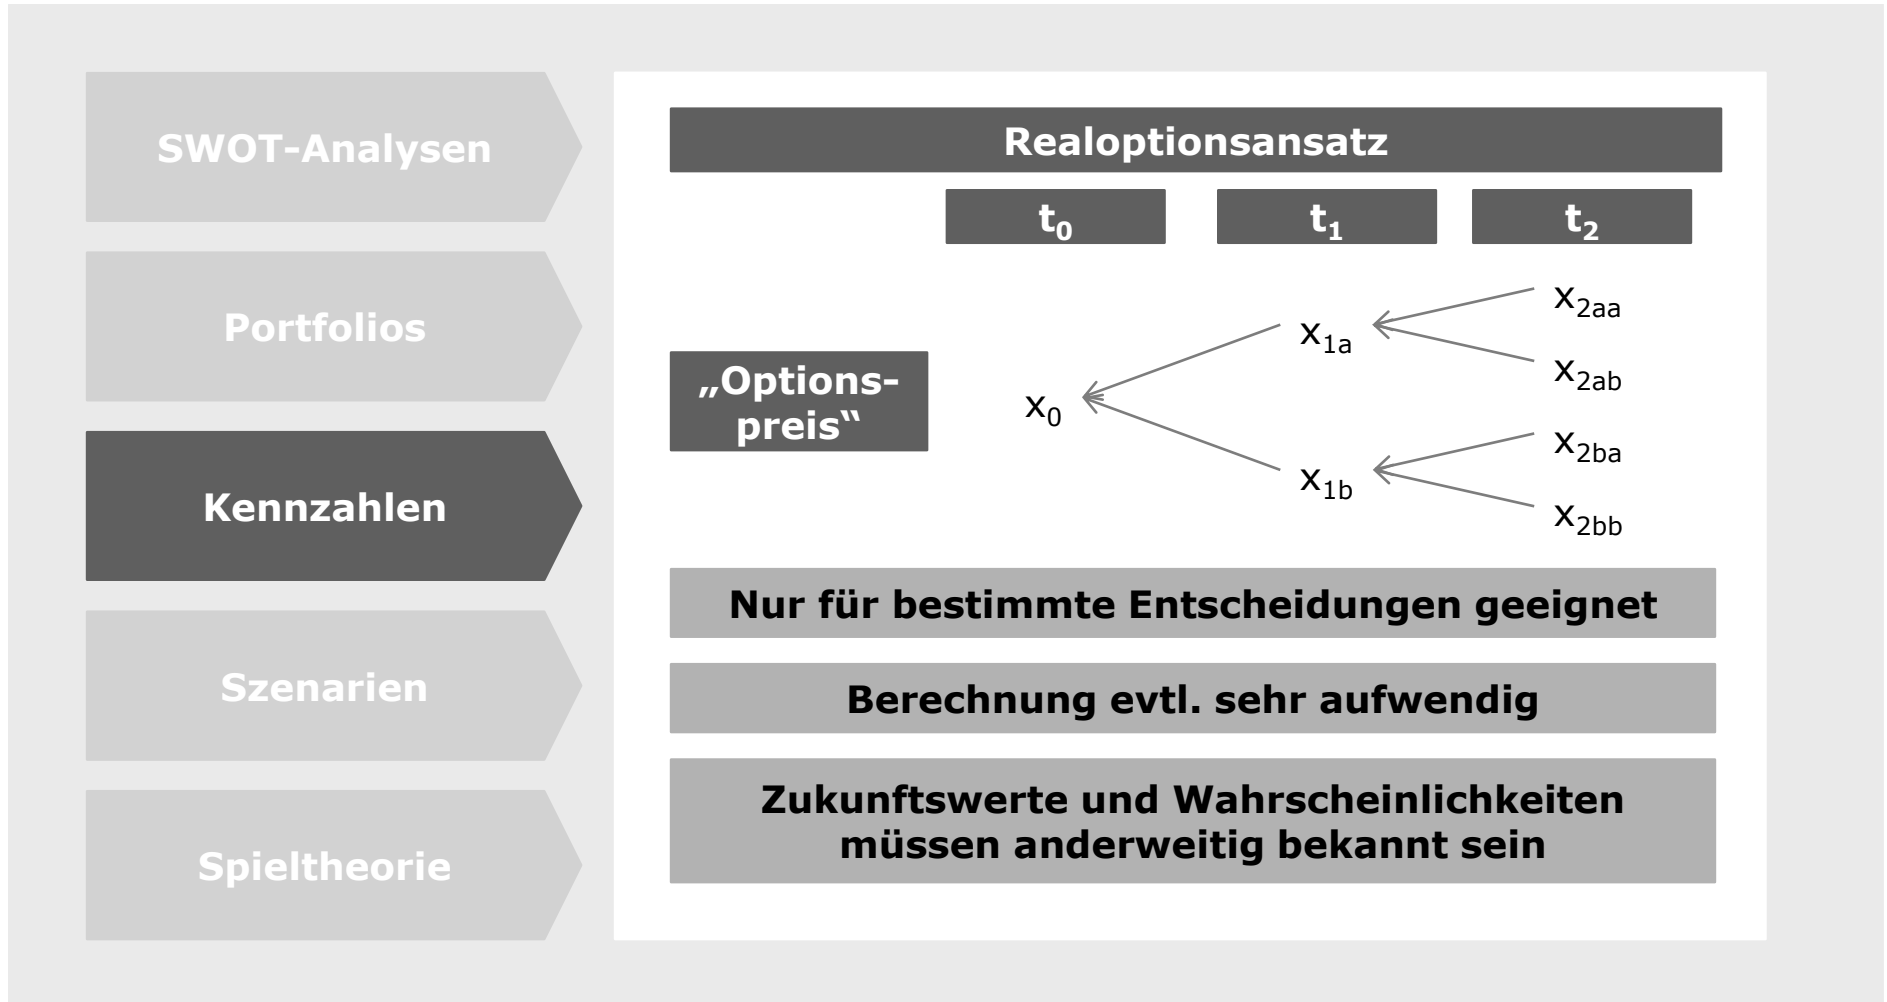 SWOT-Analysen
Portfolios
Kennzahlen
Szenarien
Spieltheorie
Realoptionsansatz
t₀ t₁ t₂
„Options-
preis“
x₀
x₁ₐ
x₁b
x₂ₐₐ
x₂ₐb
x₂bₐ
x₂bb
Nur für bestimmte Entscheidungen geeignet
Berechnung evtl. sehr aufwendig
Zukunftswerte und Wahrscheinlichkeiten
müssen anderweitig bekannt sein